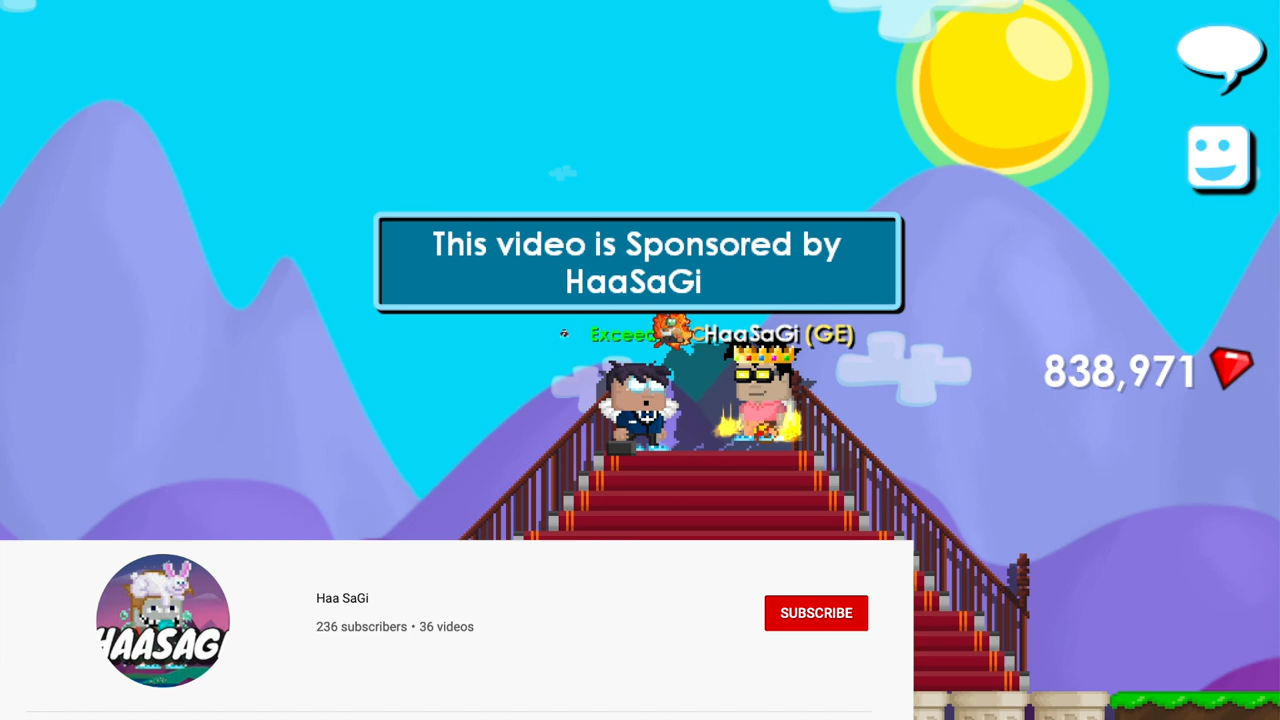 This video is Sponsored by
HaaSaGi
HaaSaGi (GE)
838,971
Haa SaGi
236 subscribers • 36 videos
SUBSCRIBE
HAASAG